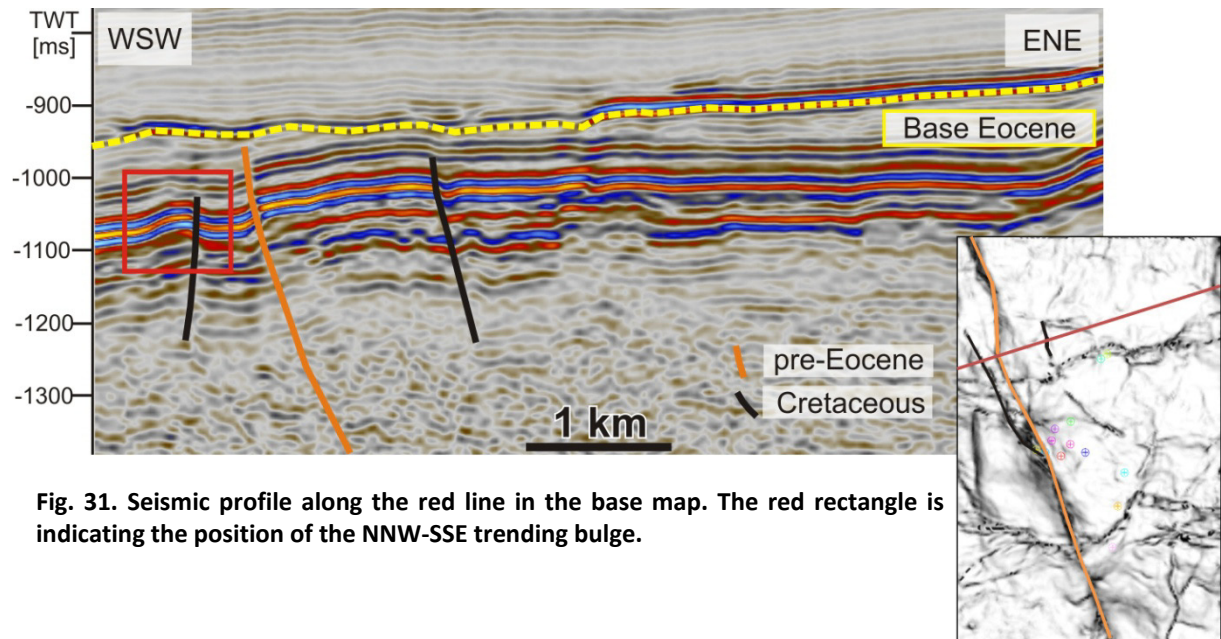 TWT
[ms]
WSW
ENE
-900
Base Eocene
-1000
-1100
-1200
-1300
pre-Eocene
Cretaceous
1 km
Fig. 31. Seismic profile along the red line in the base map. The red rectangle is
indicating the position of the NNW-SSE trending bulge.